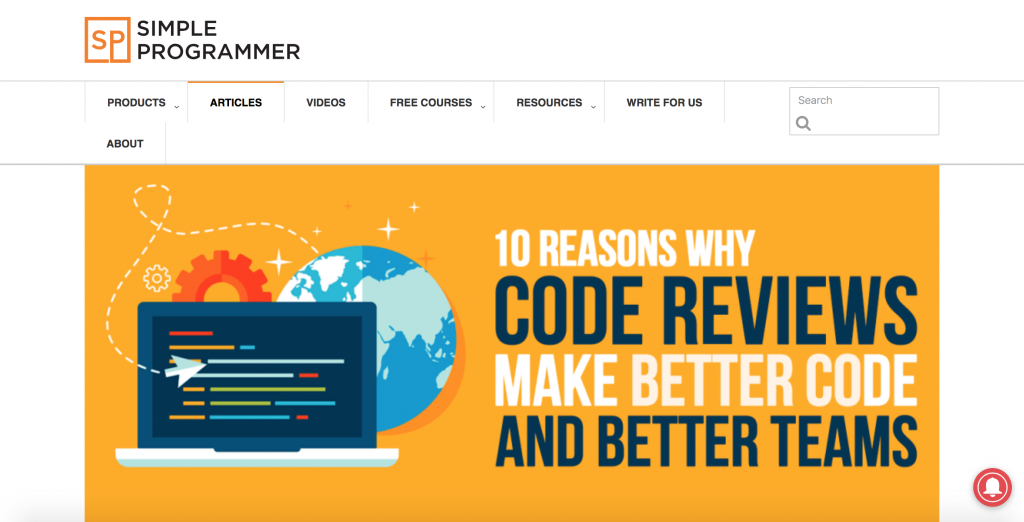 SP
SIMPLE
PROGRAMMER
PRODUCTS
ARTICLES
VIDEOS
FREE COURSES
RESOURCES
WRITE FOR US
Search
ABOUT
10 REASONS WHY
CODE REVIEWS
MAKE BETTER CODE
AND BETTER TEAMS